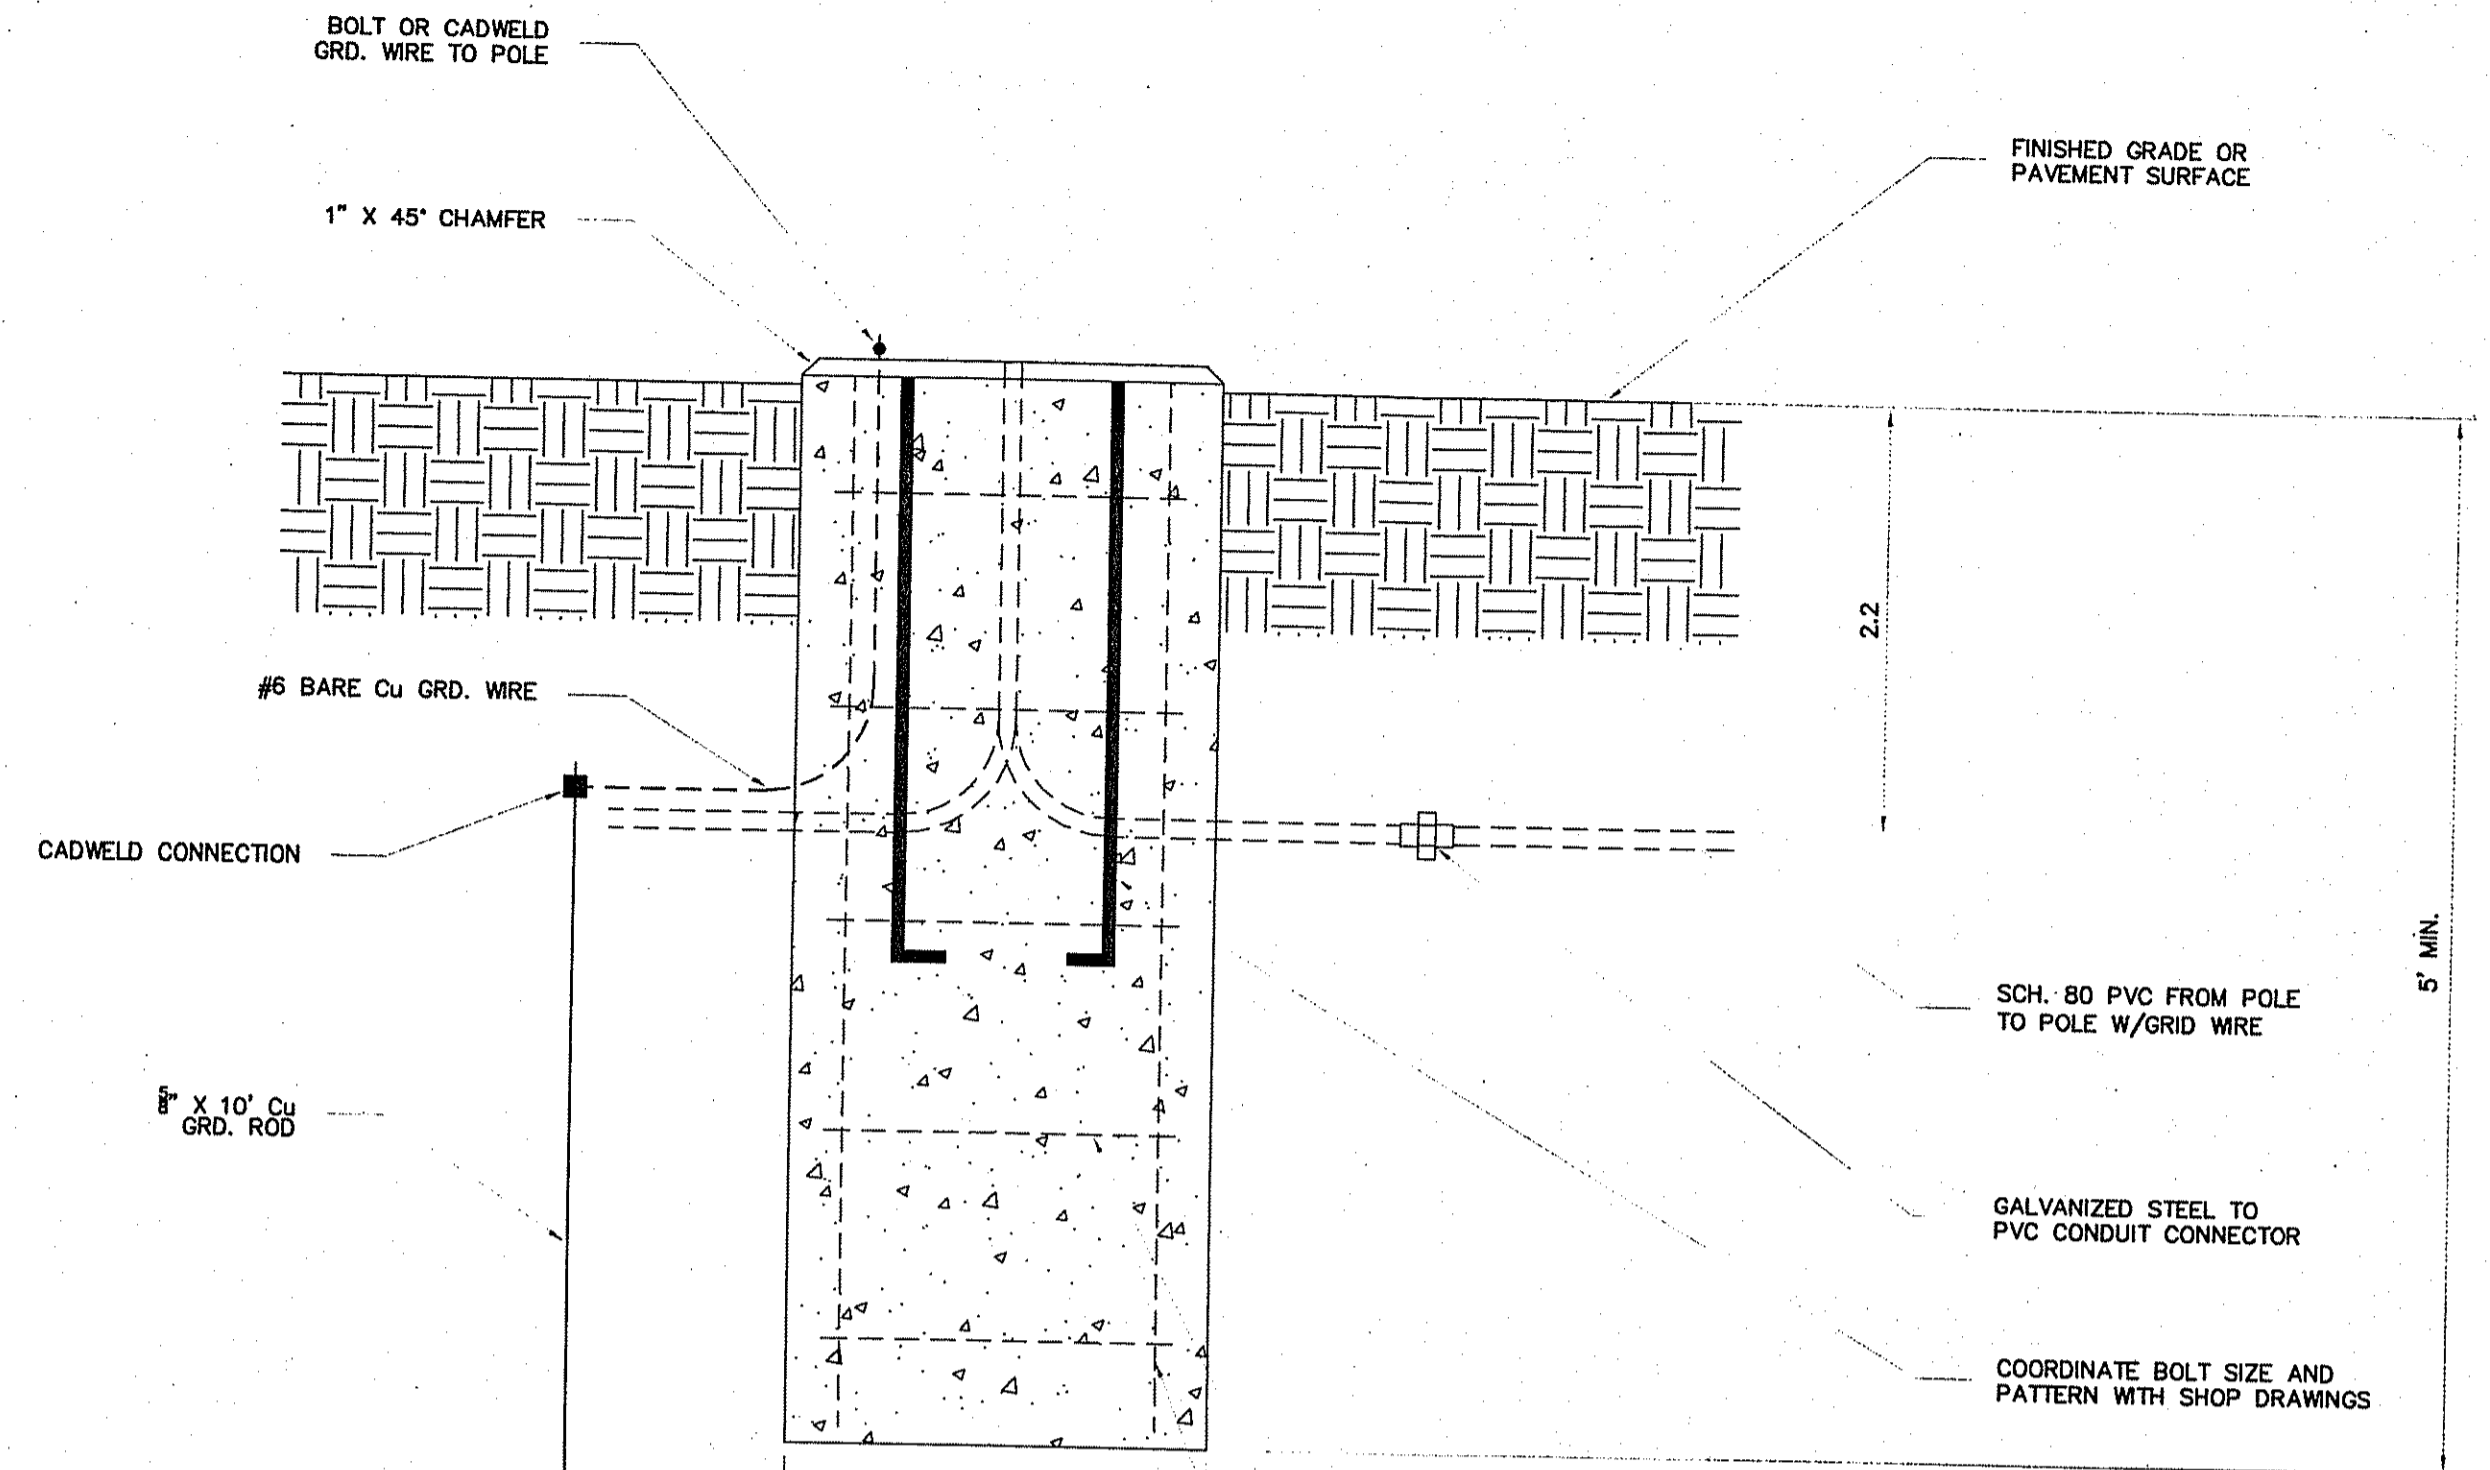 BOLT OR CADWELD
GRD. WIRE TO POLE
FINISHED GRADE OR
PAVEMENT SURFACE
1" X 45° CHAMFER
2.2
#6 BARE Cu GRD. WIRE
CADWELD CONNECTION
5' MIN.
SCH. 80 PVC FROM POLE
TO POLE W/GRID WIRE
5/8" X 10' Cu
GRD. ROD
GALVANIZED STEEL TO
PVC CONDUIT CONNECTOR
COORDINATE BOLT SIZE AND
PATTERN WITH SHOP DRAWINGS